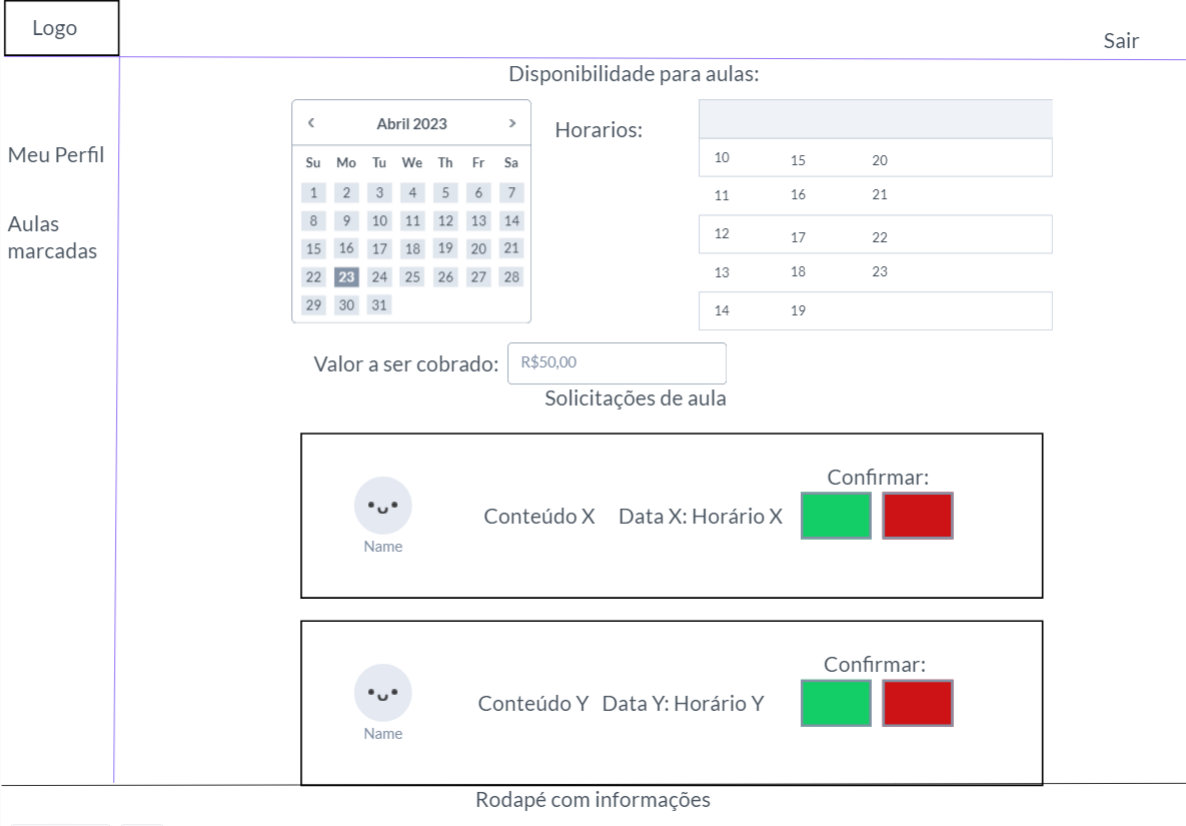 Logo
Sair
Disponibilidade para aulas:
Meu Perfil
Aulas
marcadas
‹ Abril 2023 ›
Su Mo Tu We Th Fr Sa
1 2 3 4 5 6 7
8 9 10 11 12 13 14
15 16 17 18 19 20 21
22 23 24 25 26 27 28
29 30 31
Horarios:
10 15 20
11 16 21
12 17 22
13 18 23
14 19
Valor a ser cobrado: R$50,00
Solicitações de aula
Confirmar:
Conteúdo X Data X: Horário X
Name
Confirmar:
Conteúdo Y Data Y: Horário Y
Name
Rodapé com informações